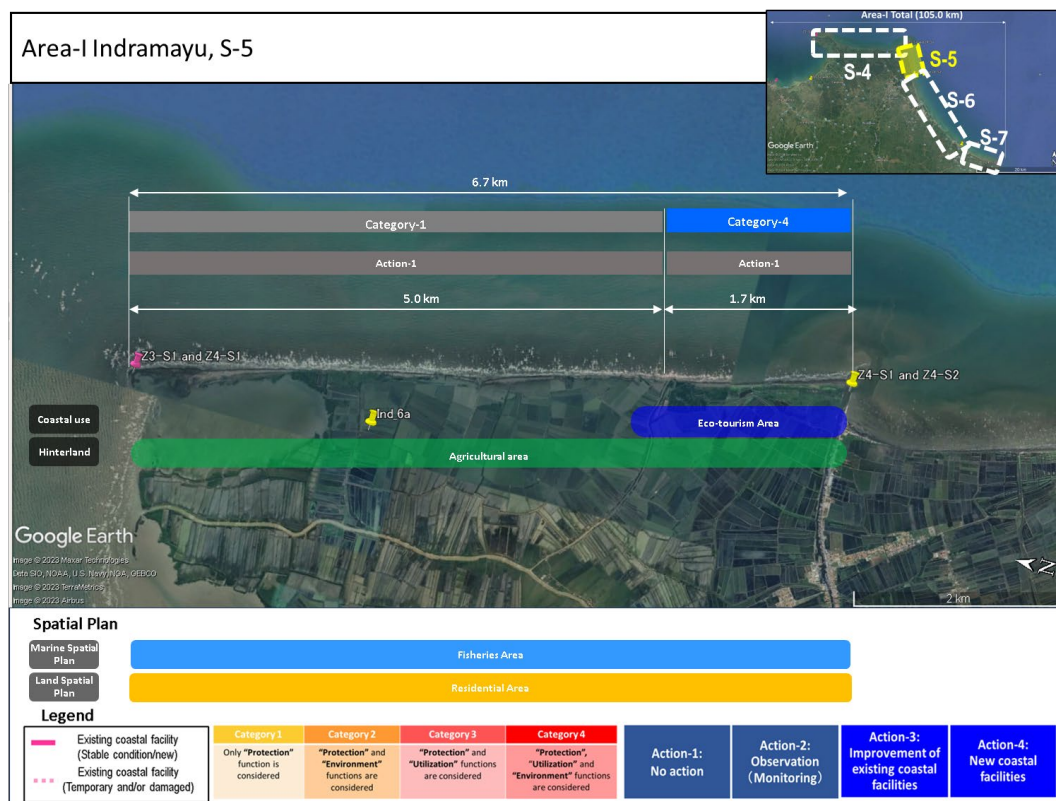 Area-I Indramayu, S-5
Area-I Total (105.0 km)
S-4
S-5
S-6
S-7
Google Earth
6.7 km
Category-1
Category-4
Action-1
Action-1
5.0 km
1.7 km
Z3-S1 and Z4-S1
Z4-S1 and Z4-S2
Ind 6a
Coastal use
Eco-tourism Area
Hinterland
Agricultural area
Google Earth
Image © 2023 Maxar Technologies
Data SIO, NOAA, U.S. Navy, NGA, GEBCO
Image © 2023 TerraMetrics
Image © 2023 Airbus
N
2 km
Spatial Plan
Marine Spatial
Plan
Fisheries Area
Land Spatial
Plan
Residential Area
Legend
Existing coastal facility
(Stable condition/new)
Existing coastal facility
(Temporary and/or damaged)
Category 1
Only "Protection"
function is
considered
Category 2
"Protection" and
"Environment"
functions are
considered
Category 3
"Protection" and
"Utilization" functions
are considered
Category 4
"Protection",
"Utilization" and
"Environment" functions
are considered
Action-1:
No action
Action-2:
Observation
(Monitoring)
Action-3:
Improvement of
existing coastal
facilities
Action-4:
New coastal
facilities